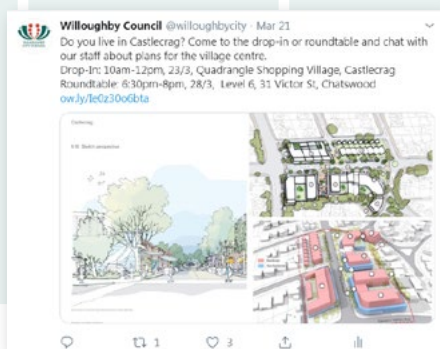 Willoughby Council @willoughbycity · Mar 21
Do you live in Castlecrag? Come to the drop-in or roundtable and chat with
our staff about plans for the village centre.
Drop-In: 10am-12pm, 23/3, Quadrangle Shopping Village, Castlecrag
Roundtable: 6:30pm-8pm, 28/3, Level 6, 31 Victor St, Chatswood
ow.ly/Ie0z30o6bta
Castlecrag
1
3